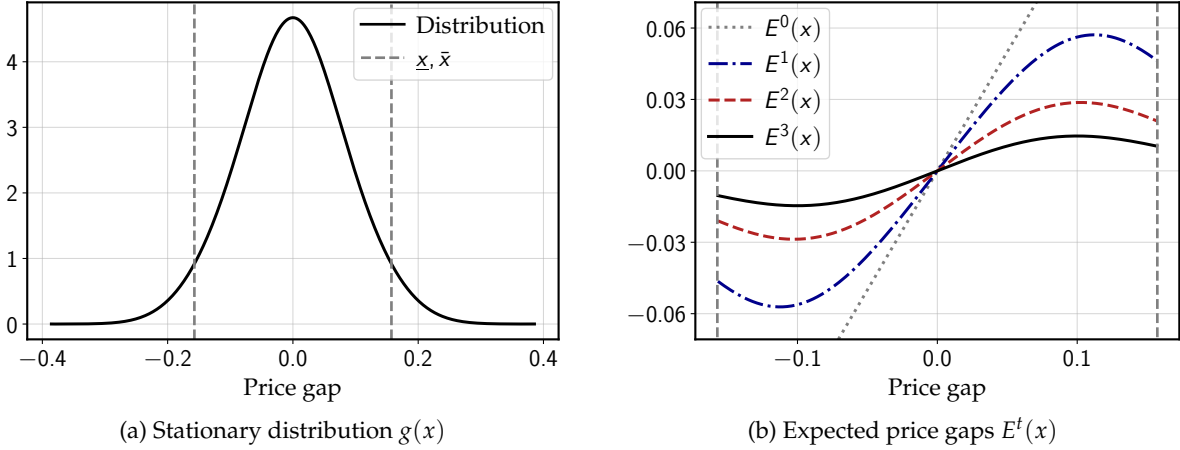 4
3
2
1
0
−0.4
−0.2
0.0
0.2
0.4
Distribution
x̲, x̄
Price gap
(a) Stationary distribution g(x)
0.06
0.03
0.00
−0.03
−0.06
−0.1
0.0
0.1
E⁰(x)
E¹(x)
E²(x)
E³(x)
Price gap
(b) Expected price gaps Eᵗ(x)